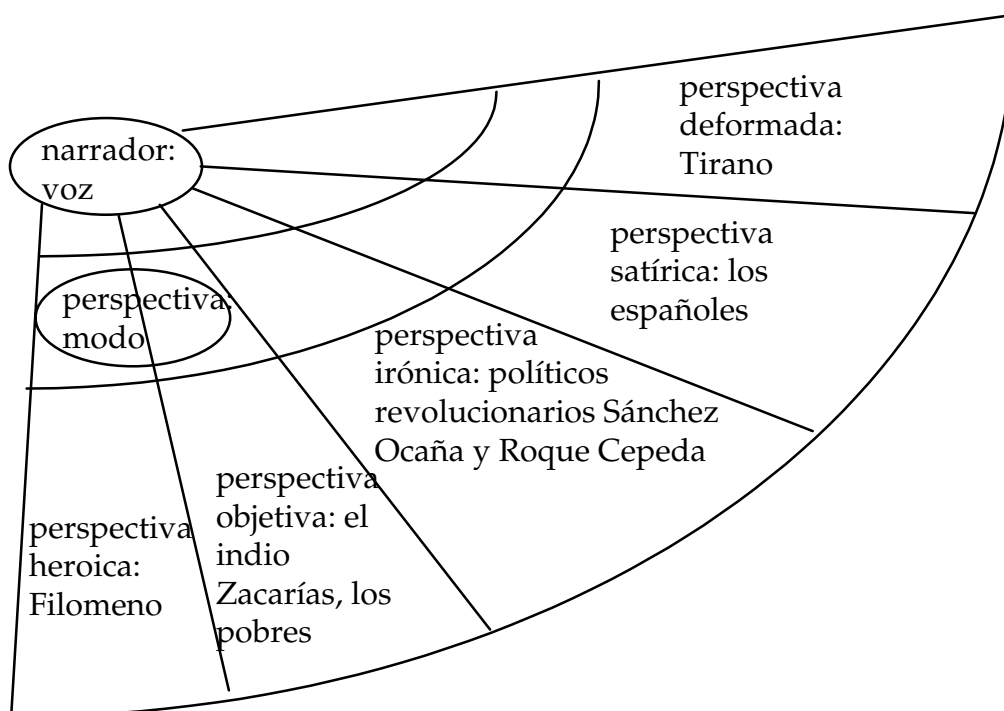 narrador:
voz
perspectiva:
modo
perspectiva
deformada:
Tirano
perspectiva
satírica: los
españoles
perspectiva
irónica: políticos
revolucionarios Sánchez
Ocaña y Roque Cepeda
perspectiva
objetiva: el
indio
Zacarías, los
pobres
perspectiva
heroica:
Filomeno